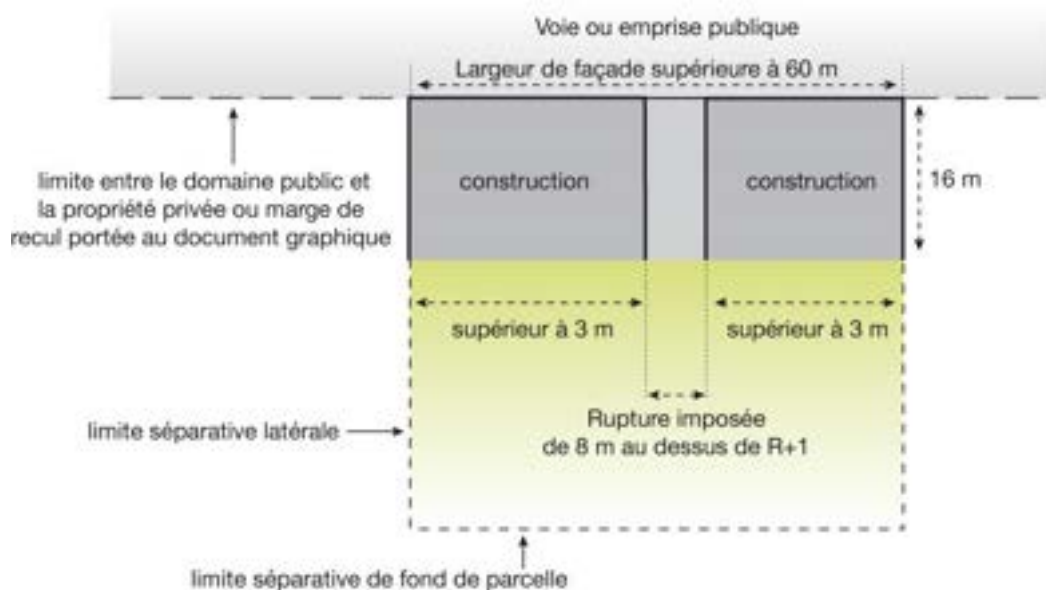 Voie ou emprise publique
Largeur de façade supérieure à 60 m
limite entre le domaine public et
la propriété privée ou marge de
recul portée au document graphique
construction
construction
16 m
supérieur à 3 m
supérieur à 3 m
Rupture imposée
de 8 m au dessus de R+1
limite séparative latérale
limite séparative de fond de parcelle